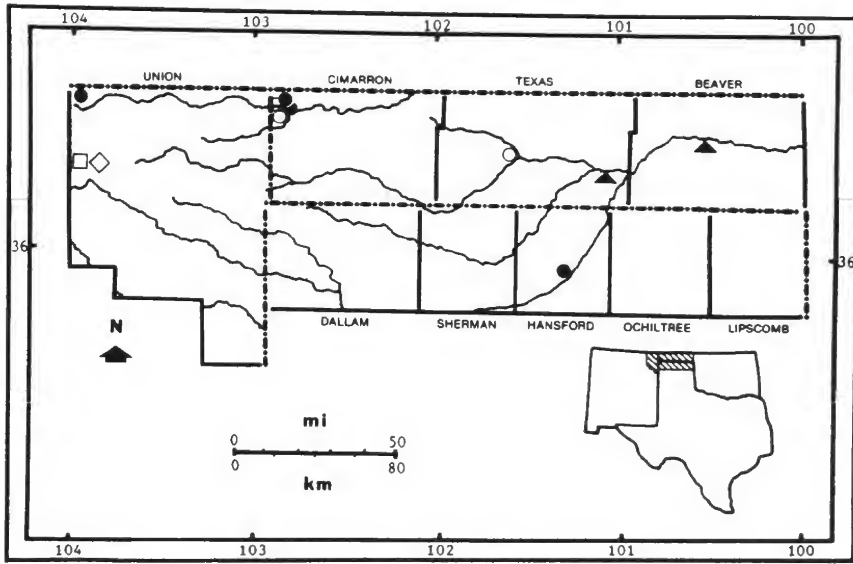 104 103 102 101 100
UNION CIMARRON TEXAS BEAVER
36 36
DALLAM SHERMAN HANSFORD OCHILTREE LIPSCOMB
N
mi
0 50
0 80
km
104 103 102 101 100